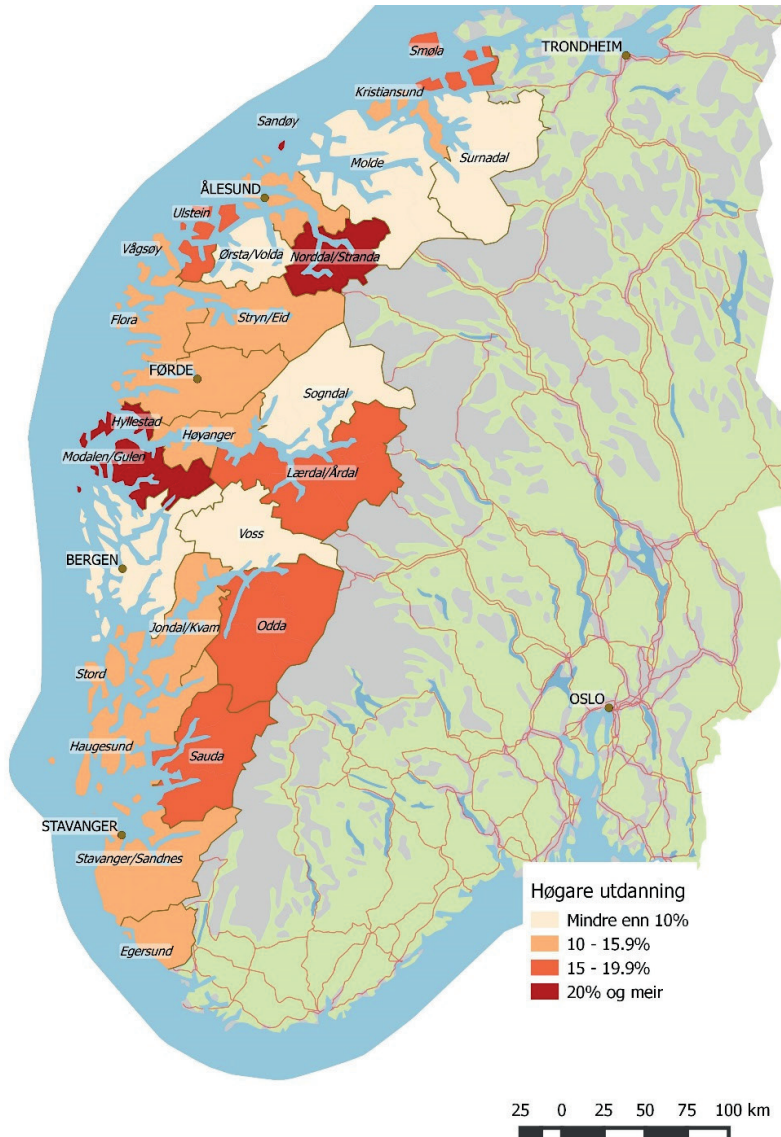 TRONDHEIM
Smøla
Kristiansund
Sandøy
Molde
Surnadal
ÅLESUND
Ulstein
Vågsøy
Ørsta/Volda
Norddal/Stranda
Flora
Stryn/Eid
FØRDE
Sogndal
Hyllestad
Høyanger
Modalen/Gulen
Lærdal/Årdal
Voss
BERGEN
Jondal/Kvam
Odda
Stord
OSLO
Haugesund
Sauda
STAVANGER
Stavanger/Sandnes
Egersund
Høgare utdanning
Mindre enn 10%
10 - 15.9%
15 - 19.9%
20% og meir
25 0 25 50 75 100 km